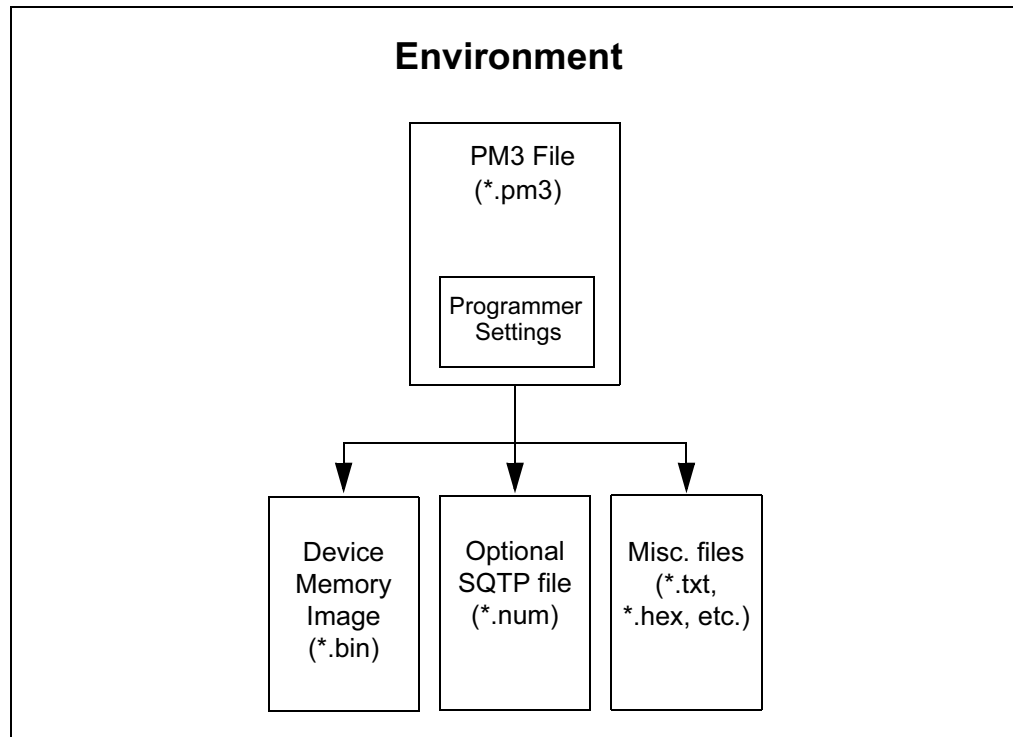 Environment
PM3 File
(*.pm3)
Programmer
Settings
Device
Memory
Image
(*.bin)
Optional
SQTP file
(*.num)
Misc. files
(*.txt,
*.hex, etc.)